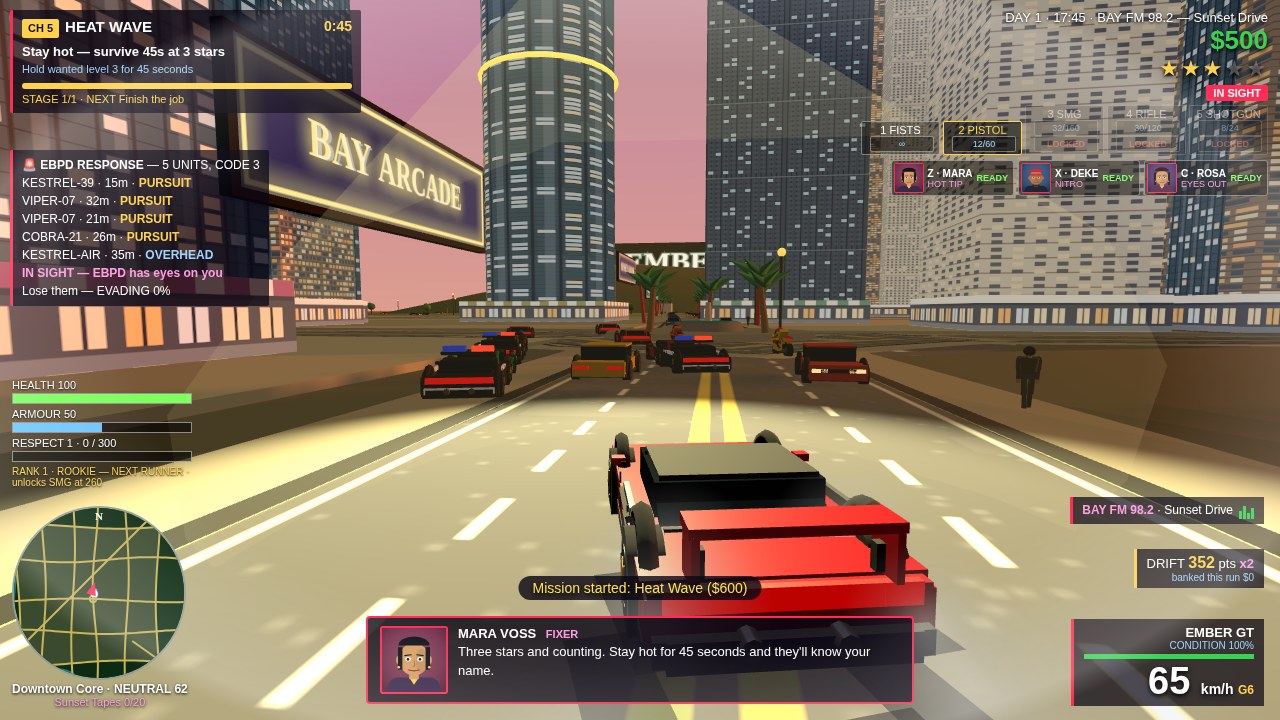 CH 5 HEAT WAVE 0:45
Stay hot — survive 45s at 3 stars
Hold wanted level 3 for 45 seconds
STAGE 1/1 · NEXT Finish the job
DAY 1 · 17:45 · BAY FM 98.2 — Sunset Drive
$500
IN SIGHT
1 FISTS
∞
2 PISTOL
12/60
3 SMG
32/160
LOCKED
4 RIFLE
30/120
LOCKED
5 SHOTGUN
8/24
LOCKED
Z · MARA
HOT TIP
READY
X · DEKE
NITRO
READY
C · ROSA
EYES OUT
READY
🚨 EBPD RESPONSE — 5 UNITS, CODE 3
KESTREL-39 · 15m · PURSUIT
VIPER-07 · 32m · PURSUIT
VIPER-07 · 21m · PURSUIT
COBRA-21 · 26m · PURSUIT
KESTREL-AIR · 35m · OVERHEAD
IN SIGHT — EBPD has eyes on you
Lose them — EVADING 0%
BAY ARCADE
EMBE
HEALTH 100
ARMOUR 50
RESPECT 1 · 0 / 300
RANK 1 · ROOKIE — NEXT RUNNER ·
unlocks SMG at 260
N
Downtown Core · NEUTRAL 62
Sunset Tapes 0/20
Mission started: Heat Wave ($600)
MARA VOSS FIXER
Three stars and counting. Stay hot for 45 seconds and they'll know your
name.
BAY FM 98.2 · Sunset Drive
DRIFT 352 pts x2
banked this run $0
EMBER GT
CONDITION 100%
65 km/h G6